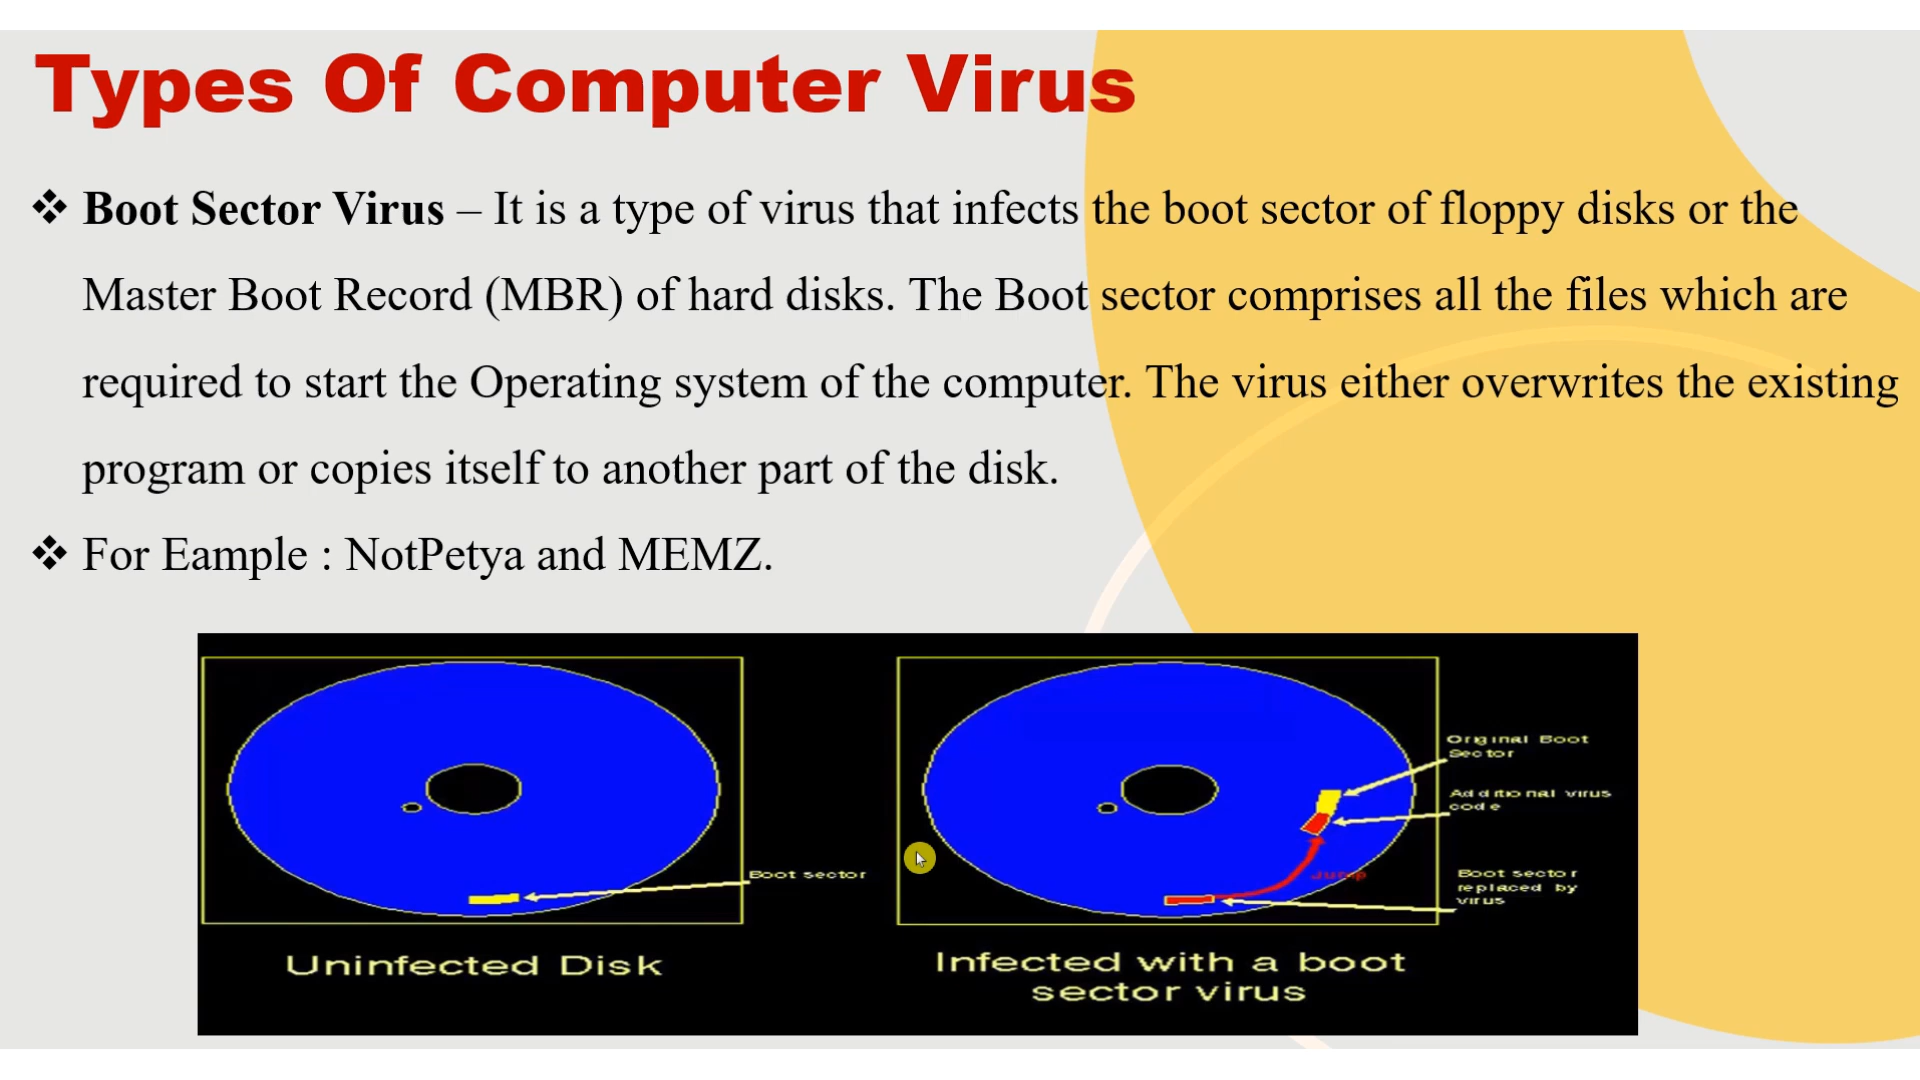 Types Of Computer Virus
❖ Boot Sector Virus – It is a type of virus that infects the boot sector of floppy disks or the
Master Boot Record (MBR) of hard disks. The Boot sector comprises all the files which are
required to start the Operating system of the computer. The virus either overwrites the existing
program or copies itself to another part of the disk.
❖ For Eample : NotPetya and MEMZ.
Boot sector
Uninfected Disk
Original Boot
Sector
Additional virus
code
Jump
Boot sector
replaced by
virus
Infected with a boot
sector virus